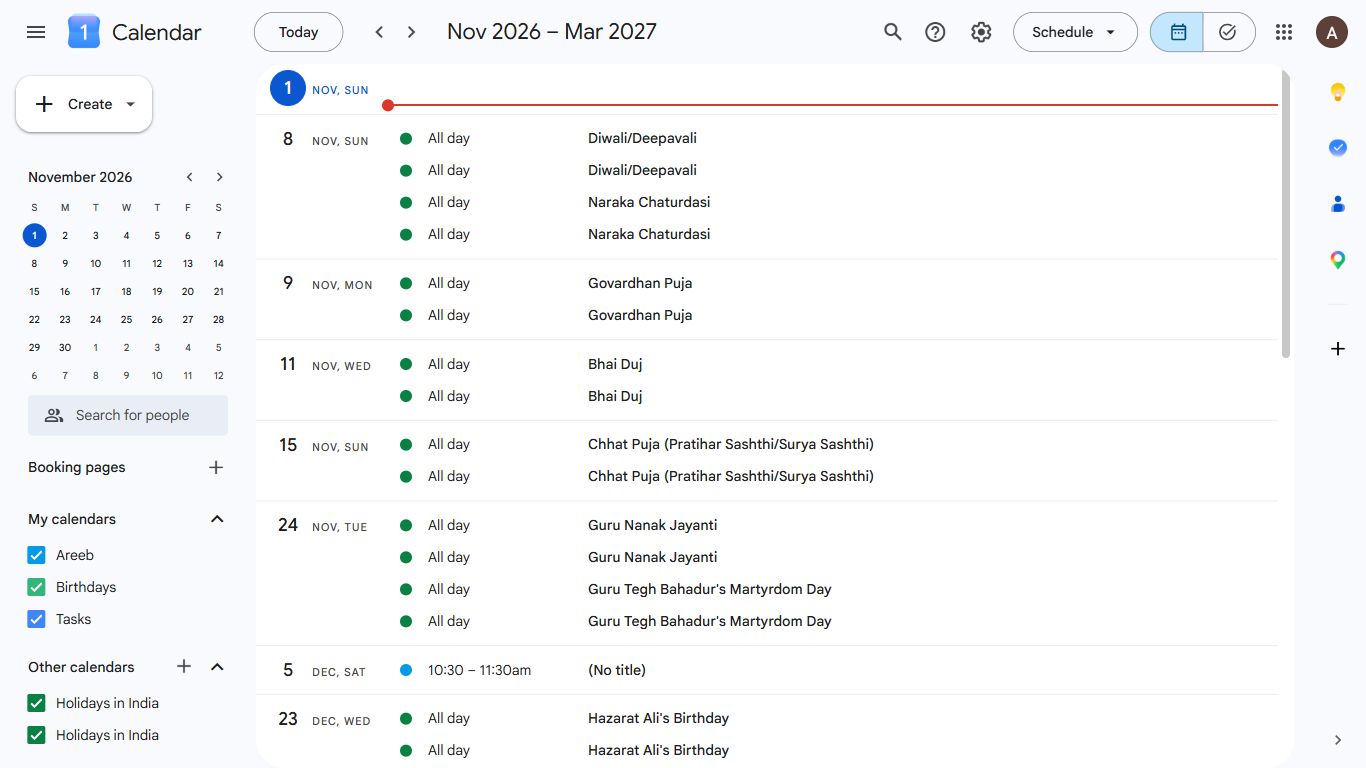 1 Calendar
Today
Nov 2026 – Mar 2027
Schedule
A
Create
November 2026
S M T W T F S
1 2 3 4 5 6 7
8 9 10 11 12 13 14
15 16 17 18 19 20 21
22 23 24 25 26 27 28
29 30 1 2 3 4 5
6 7 8 9 10 11 12
Search for people
Booking pages
My calendars
Areeb
Birthdays
Tasks
Other calendars
Holidays in India
Holidays in India
1 NOV, SUN
8 NOV, SUN All day Diwali/Deepavali
All day Diwali/Deepavali
All day Naraka Chaturdasi
All day Naraka Chaturdasi
9 NOV, MON All day Govardhan Puja
All day Govardhan Puja
11 NOV, WED All day Bhai Duj
All day Bhai Duj
15 NOV, SUN All day Chhat Puja (Pratihar Sashthi/Surya Sashthi)
All day Chhat Puja (Pratihar Sashthi/Surya Sashthi)
24 NOV, TUE All day Guru Nanak Jayanti
All day Guru Nanak Jayanti
All day Guru Tegh Bahadur's Martyrdom Day
All day Guru Tegh Bahadur's Martyrdom Day
5 DEC, SAT 10:30 – 11:30am (No title)
23 DEC, WED All day Hazarat Ali's Birthday
All day Hazarat Ali's Birthday